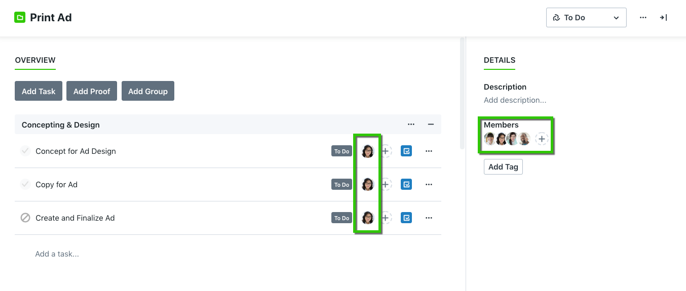 Print Ad
To Do
OVERVIEW
Add Task
Add Proof
Add Group
Concepting & Design
Concept for Ad Design
To Do
Copy for Ad
To Do
Create and Finalize Ad
To Do
Add a task...
DETAILS
Description
Add description...
Members
Add Tag